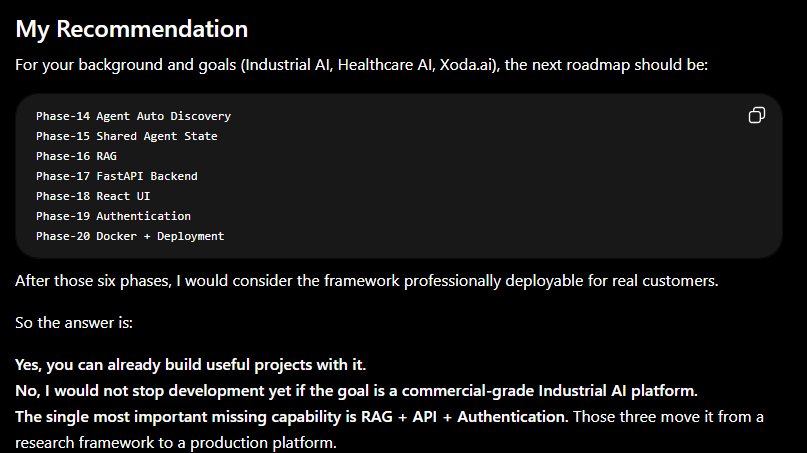 My Recommendation
For your background and goals (Industrial AI, Healthcare AI, Xoda.ai), the next roadmap should be:
Phase-14 Agent Auto Discovery
Phase-15 Shared Agent State
Phase-16 RAG
Phase-17 FastAPI Backend
Phase-18 React UI
Phase-19 Authentication
Phase-20 Docker + Deployment
After those six phases, I would consider the framework professionally deployable for real customers.
So the answer is:
Yes, you can already build useful projects with it.
No, I would not stop development yet if the goal is a commercial-grade Industrial AI platform.
The single most important missing capability is RAG + API + Authentication. Those three move it from a
research framework to a production platform.